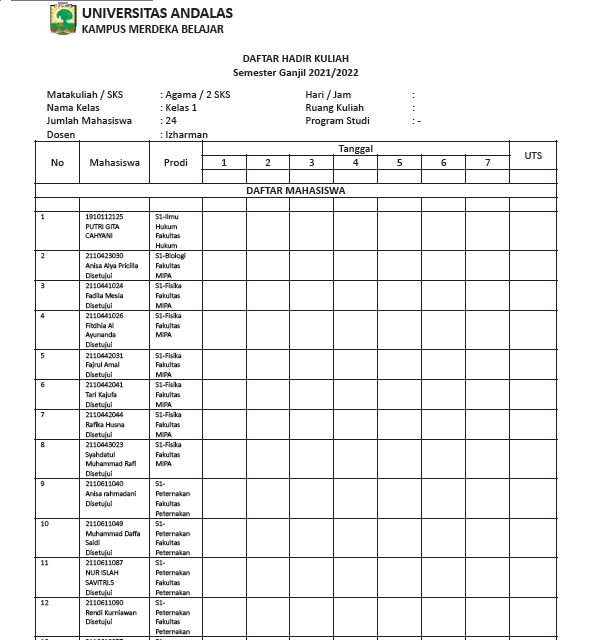 UNIVERSITAS ANDALAS
KAMPUS MERDEKA BELAJAR
DAFTAR HADIR KULIAH
Semester Ganjil 2021/2022
Matakuliah / SKS : Agama / 2 SKS Hari / Jam :
Nama Kelas : Kelas 1 Ruang Kuliah :
Jumlah Mahasiswa : 24 Program Studi : -
Dosen : Izharman
No Mahasiswa Prodi Tanggal UTS
1 2 3 4 5 6 7
DAFTAR MAHASISWA
1 1910112125 S1-Ilmu
PUTRI GITA Hukum
CAHYANI Fakultas
Hukum
2 2110423030 S1-Biologi
Anisa Alya Pricilia Fakultas
Disetujui MIPA
3 2110441024 S1-Fisika
Fadila Mesia Fakultas
Disetujui MIPA
4 2110441026 S1-Fisika
Fitdhia Al Fakultas
Ayunanda MIPA
Disetujui
5 2110442031 S1-Fisika
Fajrul Amal Fakultas
Disetujui MIPA
6 2110442041 S1-Fisika
Tari Kajufa Fakultas
Disetujui MIPA
7 2110442044 S1-Fisika
Rafika Husna Fakultas
Disetujui MIPA
8 2110443023 S1-Fisika
Syahdatul Fakultas
Muhammad Rafi MIPA
Disetujui
9 2110611040 S1-
Anisa rahmadani Peternakan
Disetujui Fakultas
Peternakan
10 2110611049 S1-
Muhammad Daffa Peternakan
Saidi Fakultas
Disetujui Peternakan
11 2110611087 S1-
NUR ISLAH Peternakan
SAVITRI.S Fakultas
Disetujui Peternakan
12 2110611090 S1-
Rendi Kurniawan Peternakan
Disetujui Fakultas
Peternakan